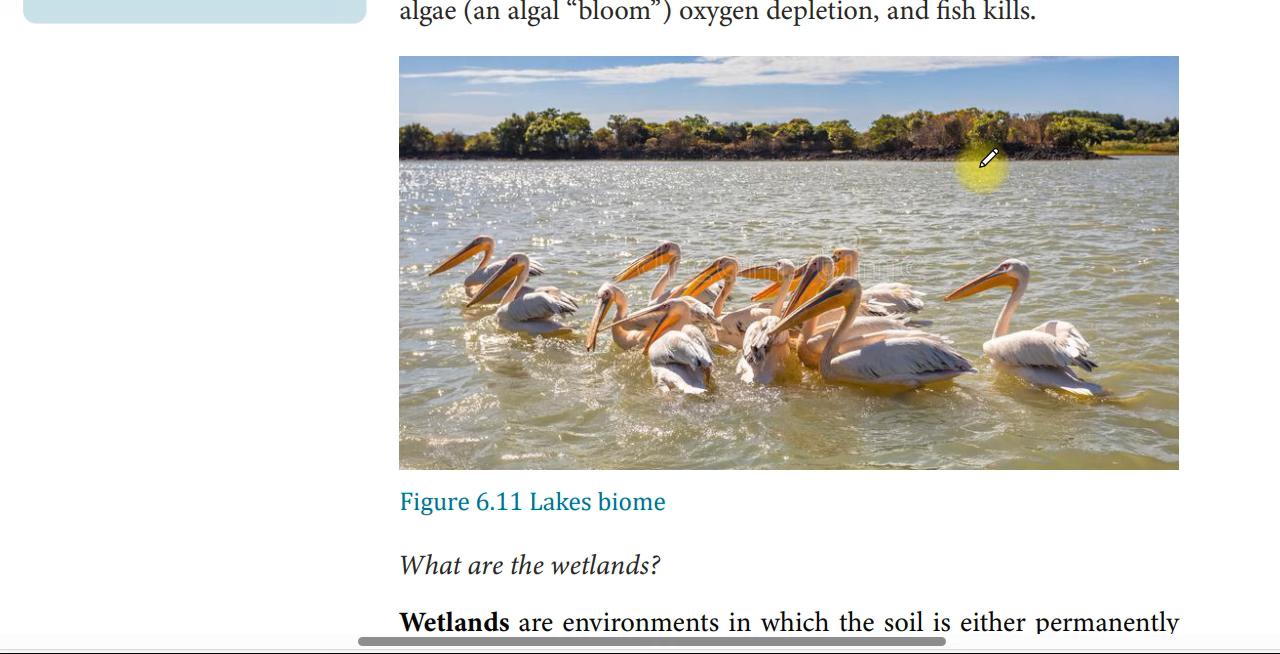 algae (an algal “bloom”) oxygen depletion, and fish kills.
Figure 6.11 Lakes biome
What are the wetlands?
Wetlands are environments in which the soil is either permanently